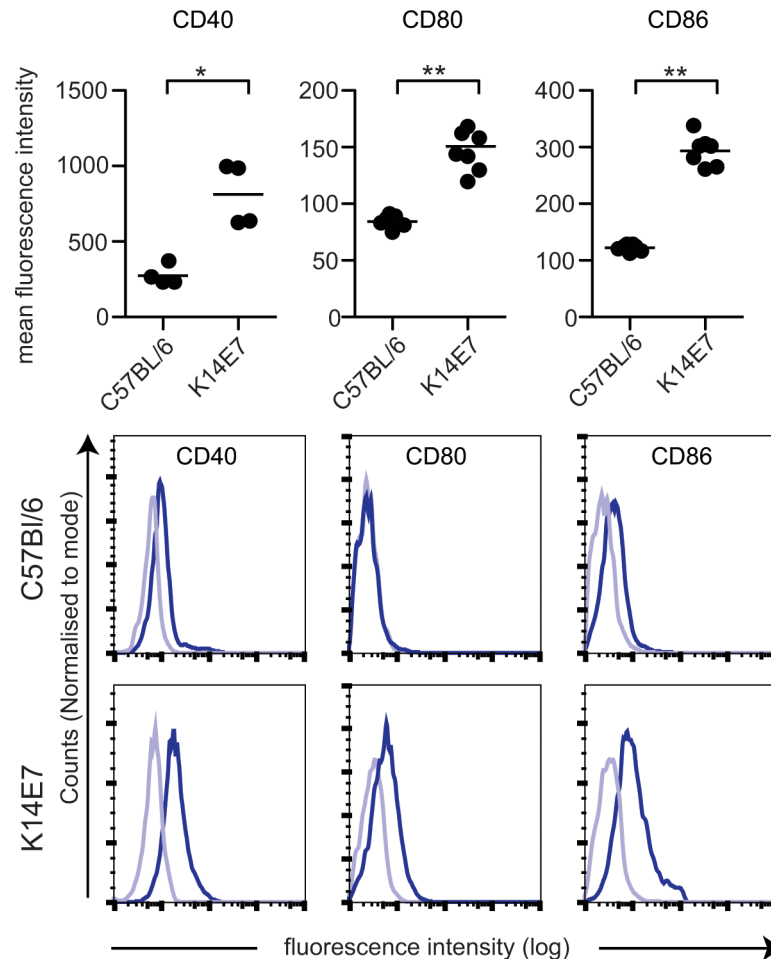 CD40 CD80 CD86
mean fluorescence intensity
1500 1000 500 0
200 150 100 50 0
400 300 200 100 0
* ** **
C57BL/6 K14E7 C57BL/6 K14E7 C57BL/6 K14E7
Counts (Normalised to mode)
C57Bl/6
CD40 CD80 CD86
K14E7
fluorescence intensity (log)